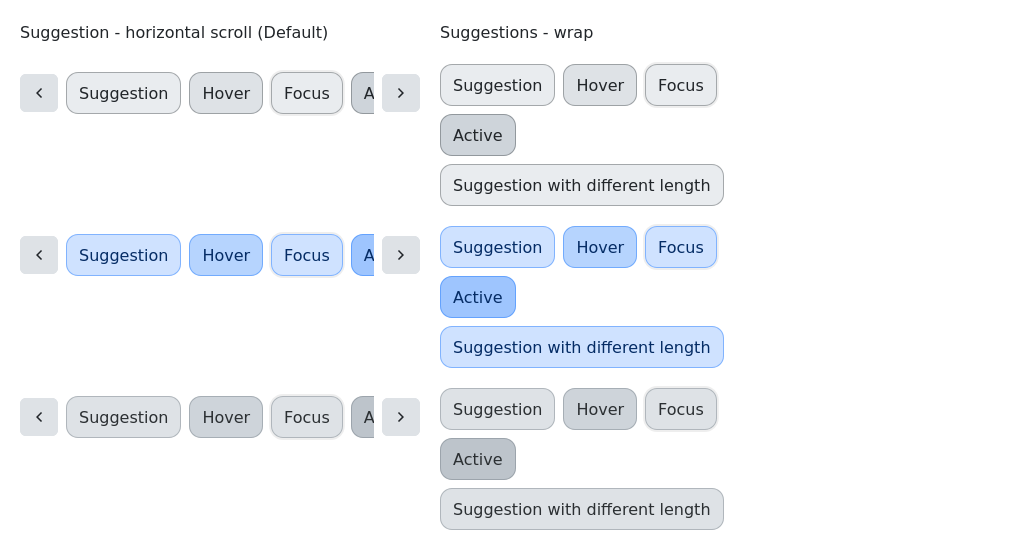 Suggestion - horizontal scroll (Default)
Suggestion Hover Focus A
Suggestion Hover Focus A
Suggestion Hover Focus A
Suggestions - wrap
Suggestion Hover Focus
Active
Suggestion with different length
Suggestion Hover Focus
Active
Suggestion with different length
Suggestion Hover Focus
Active
Suggestion with different length